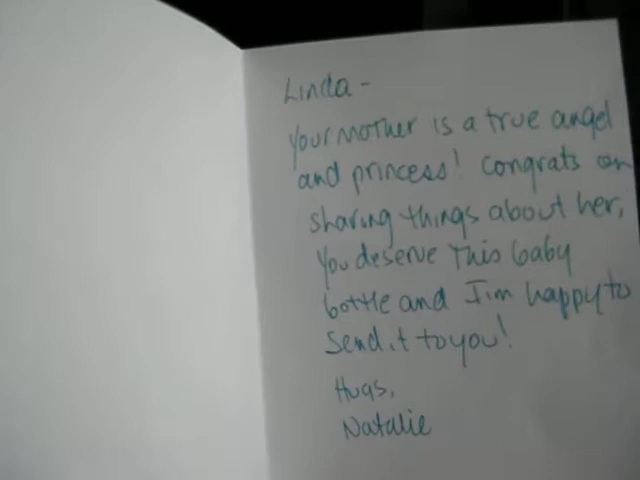 Linda -
Your mother is a true angel
and princess! Congrats on
sharing things about her,
You deserve this baby
bottle and I'm happy to
send it to you!
Hugs,
Natalie